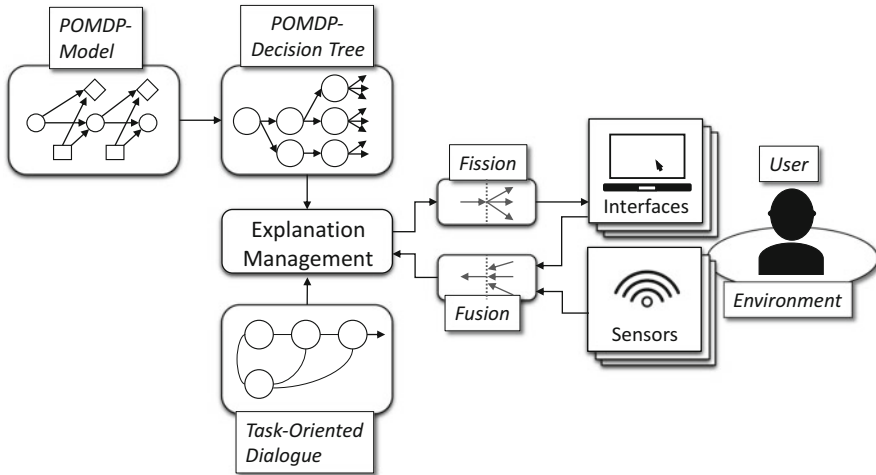 POMDP-
Model
POMDP-
Decision Tree
Fission
User
Interfaces
Explanation
Management
Fusion
Sensors
Environment
Task-Oriented
Dialogue